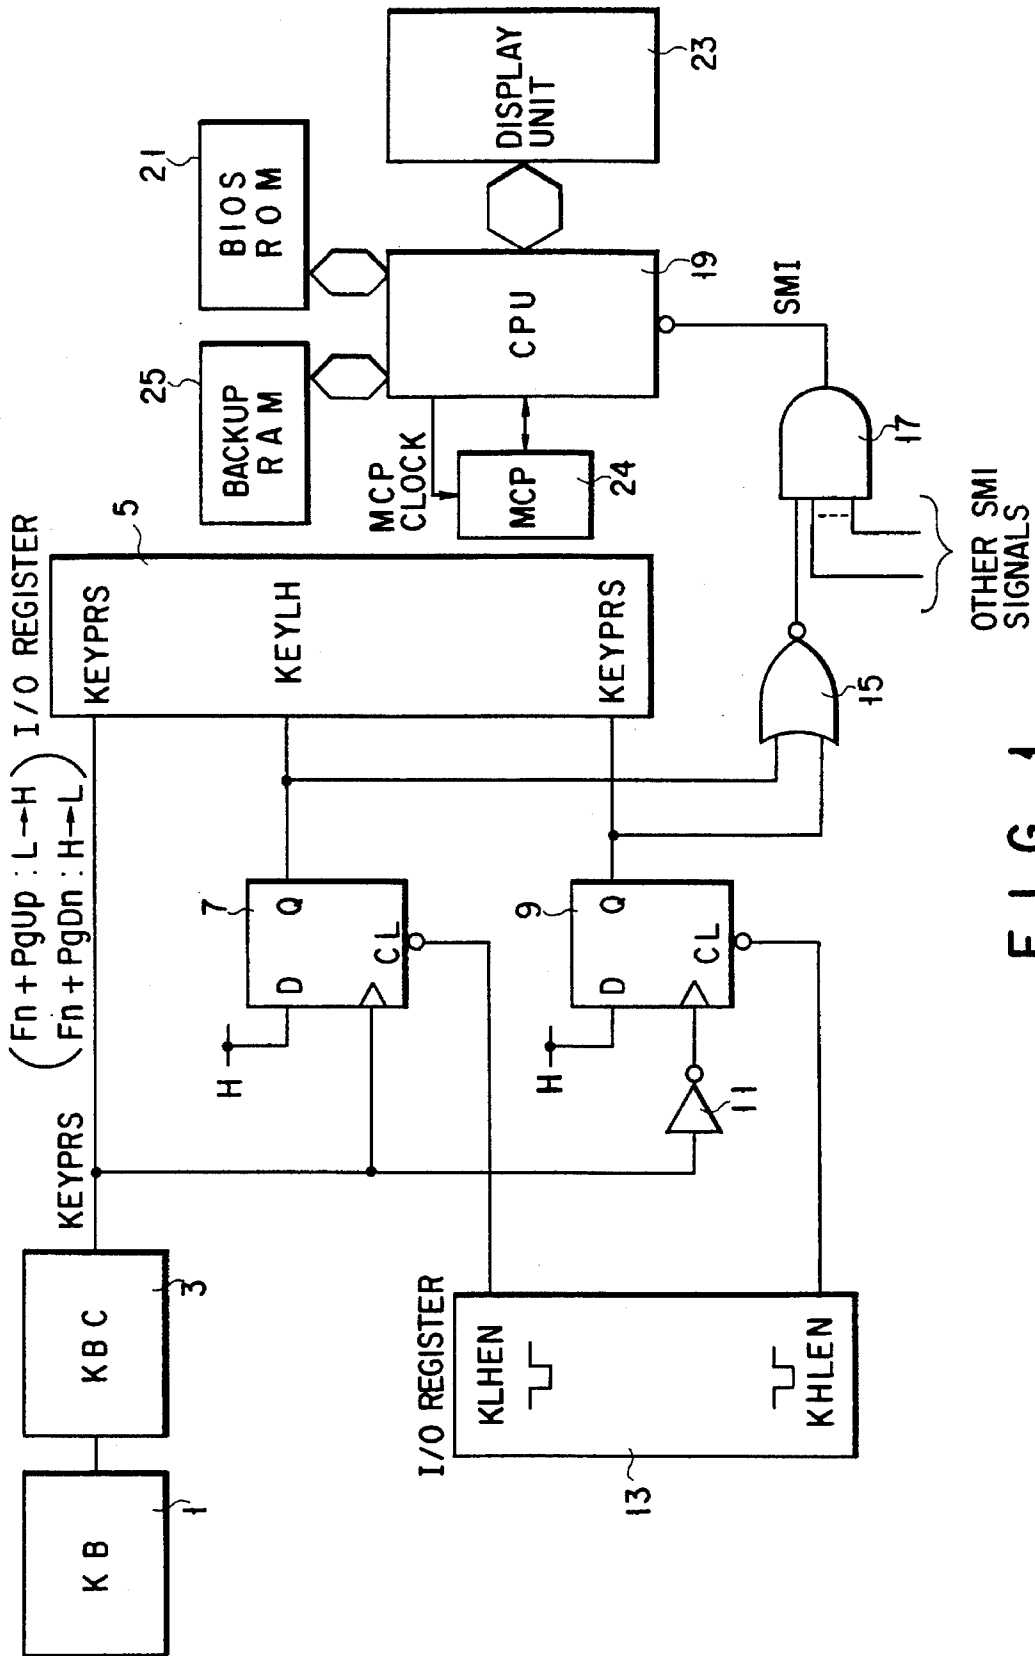 KB
1
KBC
3
KEYPRS
(Fn+PgUp : L→H)
(Fn+PgDn : H→L)
I/O REGISTER
5
KEYPRS
KEYLH
KEYPRS
H
D
Q
7
CL
H
D
Q
9
CL
11
I/O REGISTER
KLHEN
KHLEN
13
15
17
OTHER SMI
SIGNALS
SMI
BACKUP
RAM
25
BIOS
ROM
21
MCP
CLOCK
MCP
24
CPU
19
DISPLAY
UNIT
23
FIG. 1